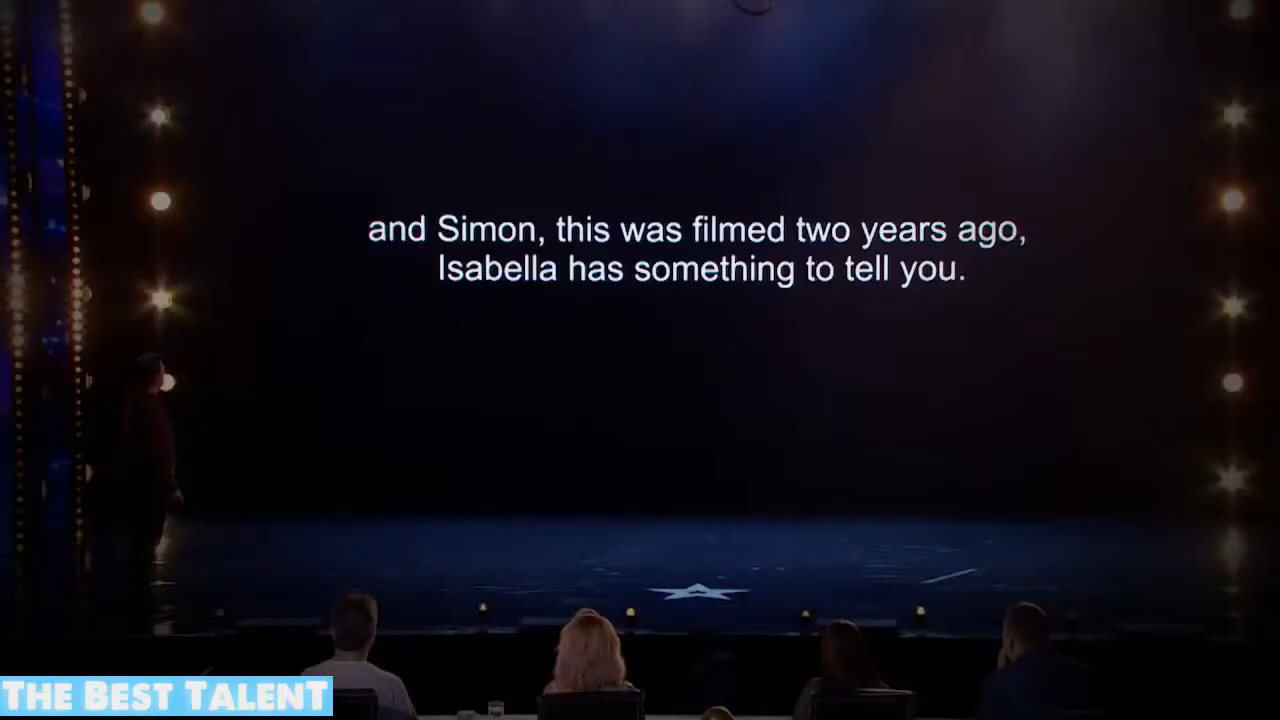 and Simon, this was filmed two years ago,
Isabella has something to tell you.
THE BEST TALENT